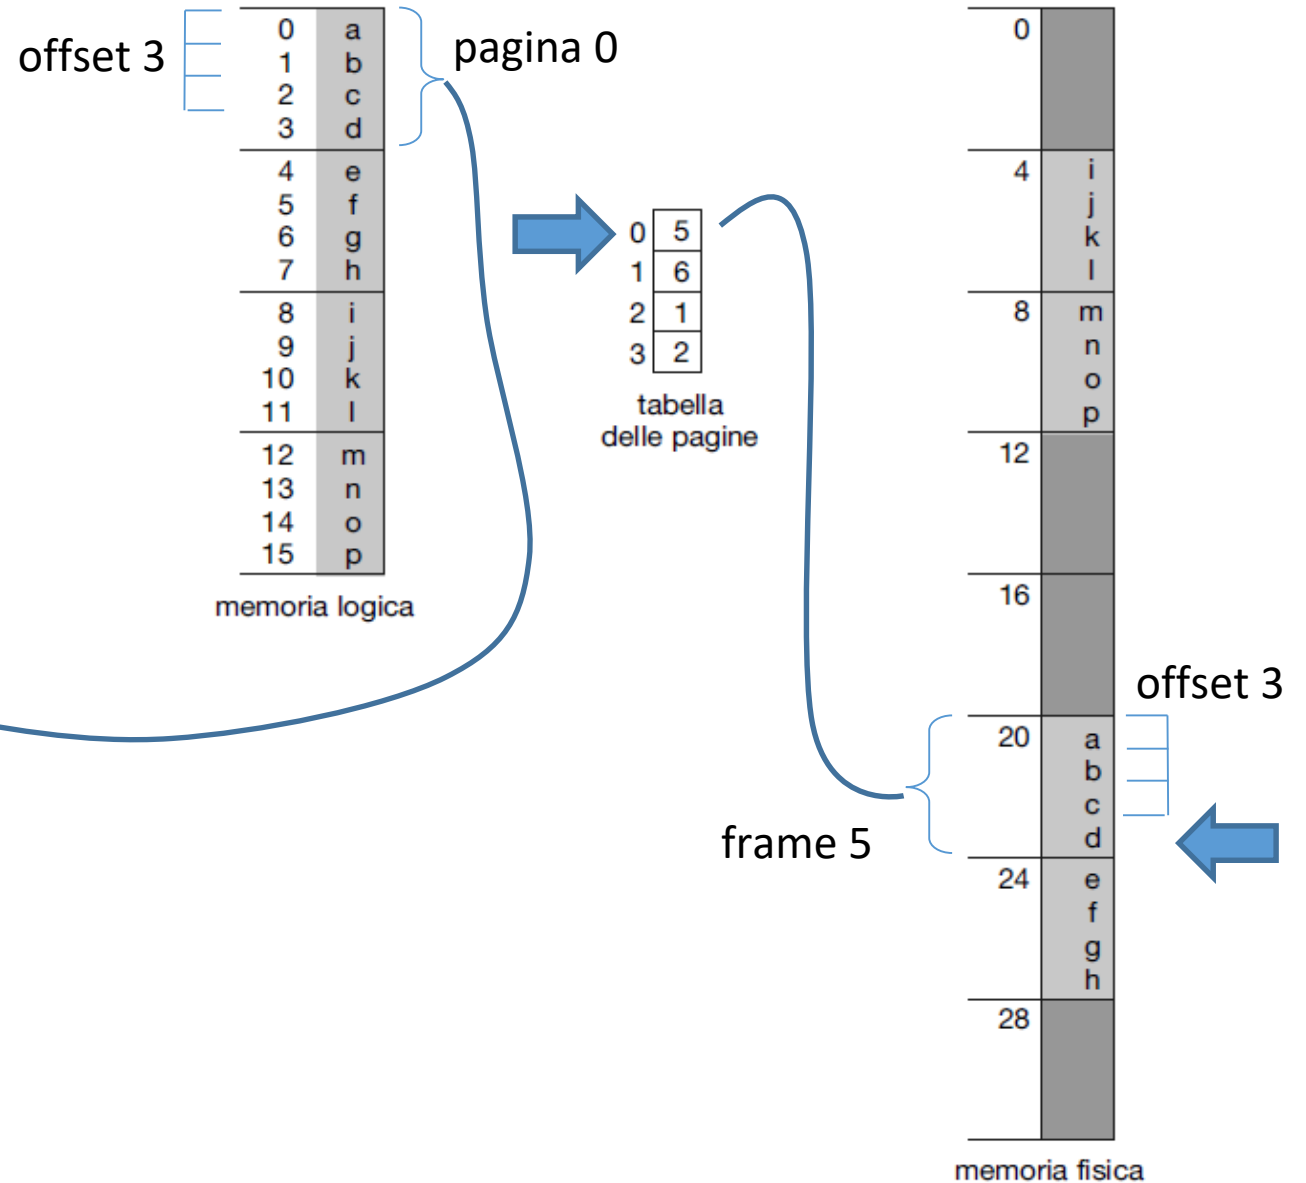 offset 3
pagina 0
0 a
1 b
2 c
3 d
4 e
5 f
6 g
7 h
8 i
9 j
10 k
11 l
12 m
13 n
14 o
15 p
memoria logica
0 5
1 6
2 1
3 2
tabella
delle pagine
0
4 i
j
k
l
8 m
n
o
p
12
16
20 a
b
c
d
24 e
f
g
h
28
memoria fisica
offset 3
frame 5